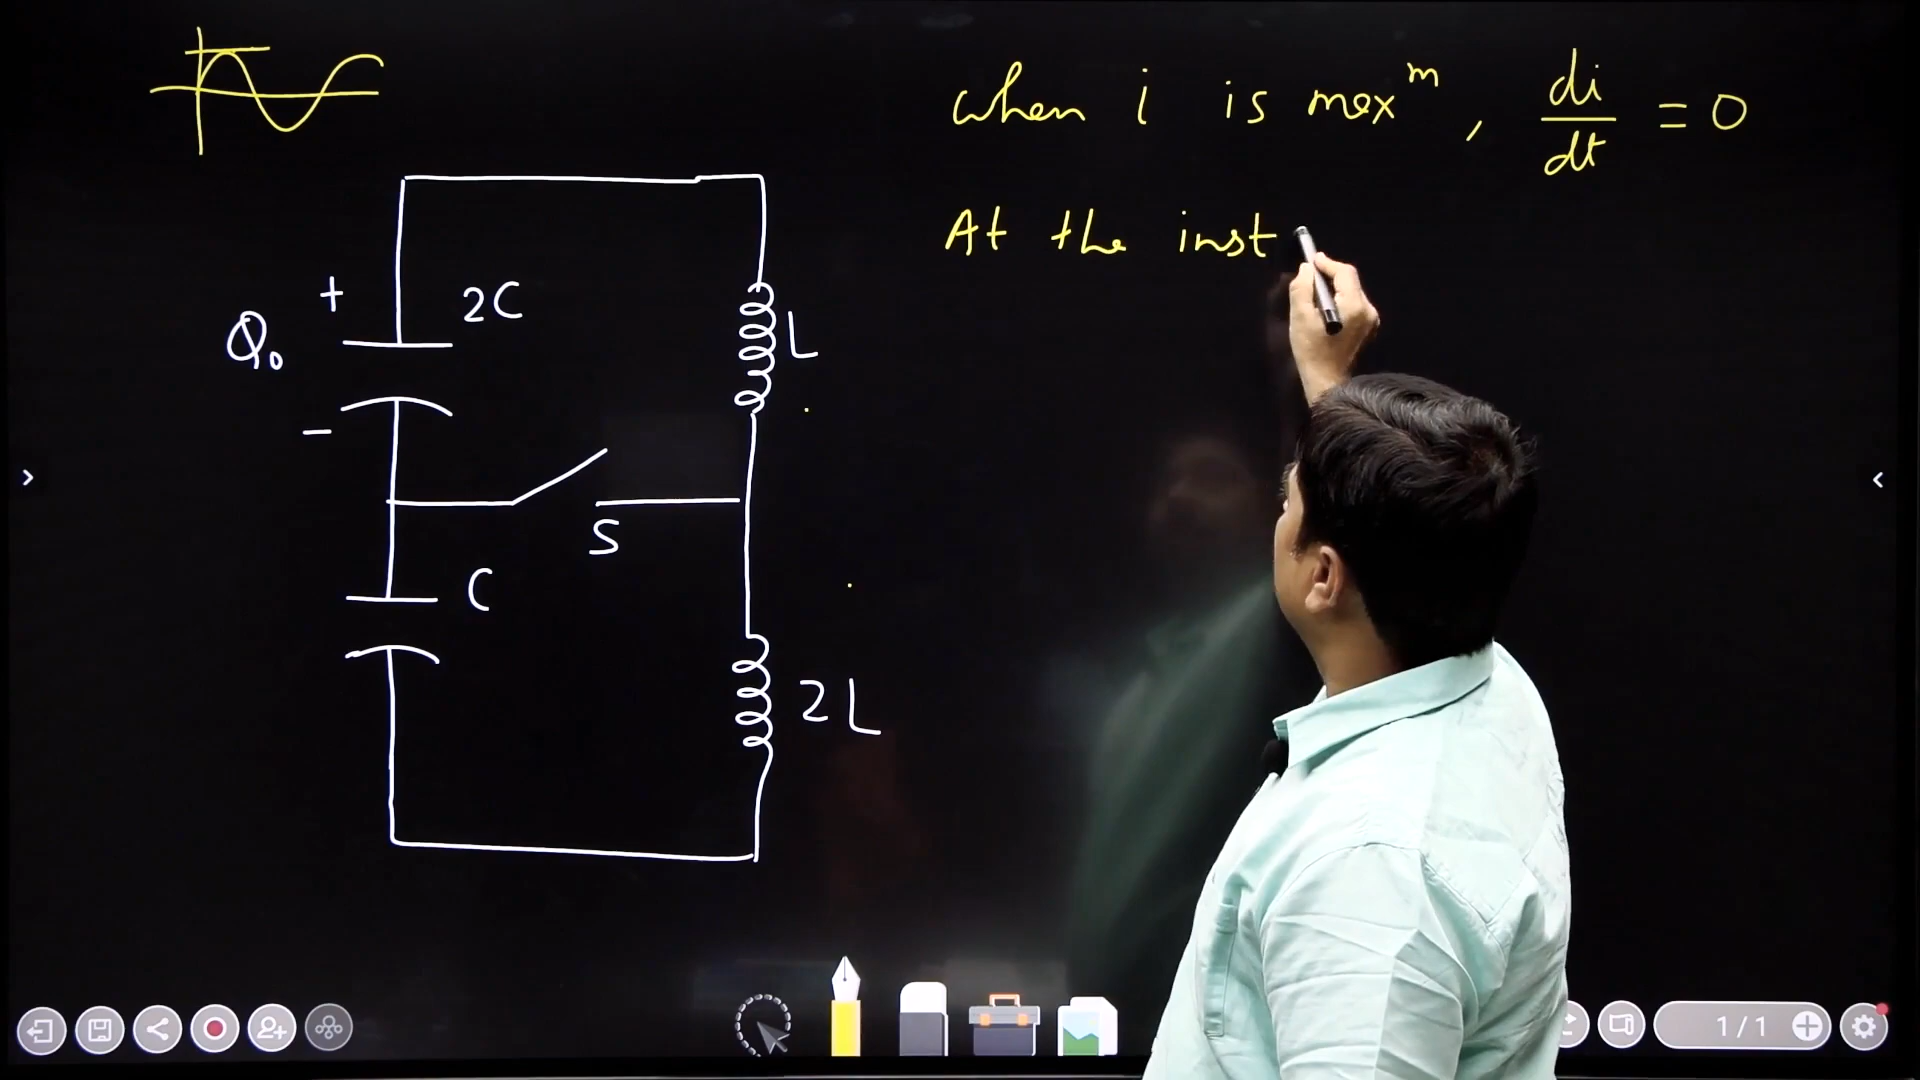 When i is max^m, di/dt = 0
At the inst
+
2C
Q₀
L
−
S
C
2L
1/1